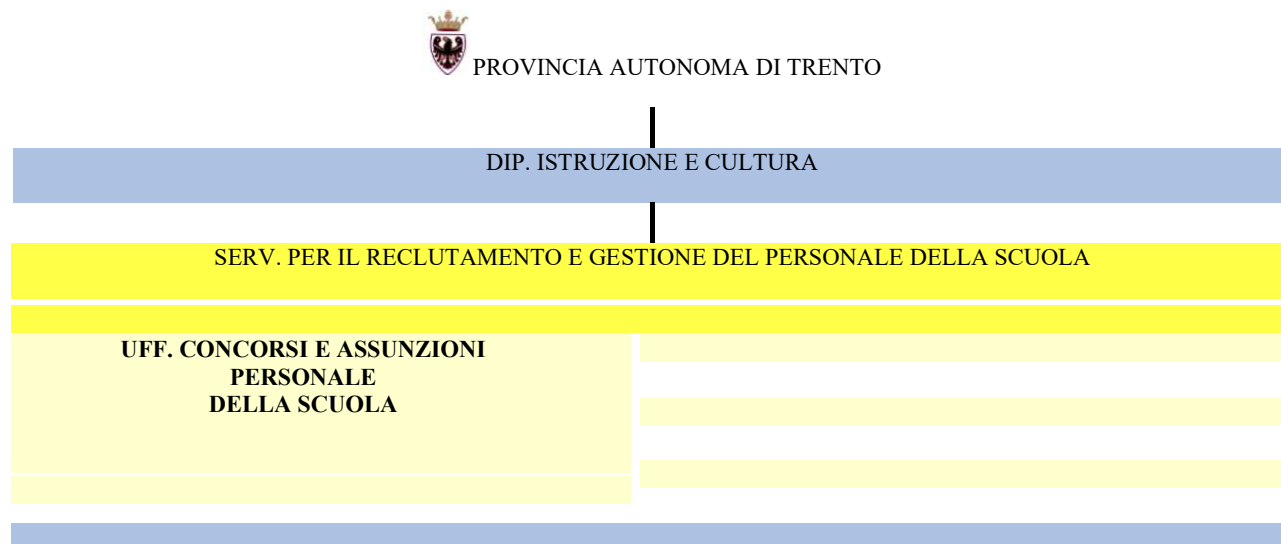 PROVINCIA AUTONOMA DI TRENTO
DIP. ISTRUZIONE E CULTURA
SERV. PER IL RECLUTAMENTO E GESTIONE DEL PERSONALE DELLA SCUOLA
UFF. CONCORSI E ASSUNZIONI
PERSONALE
DELLA SCUOLA